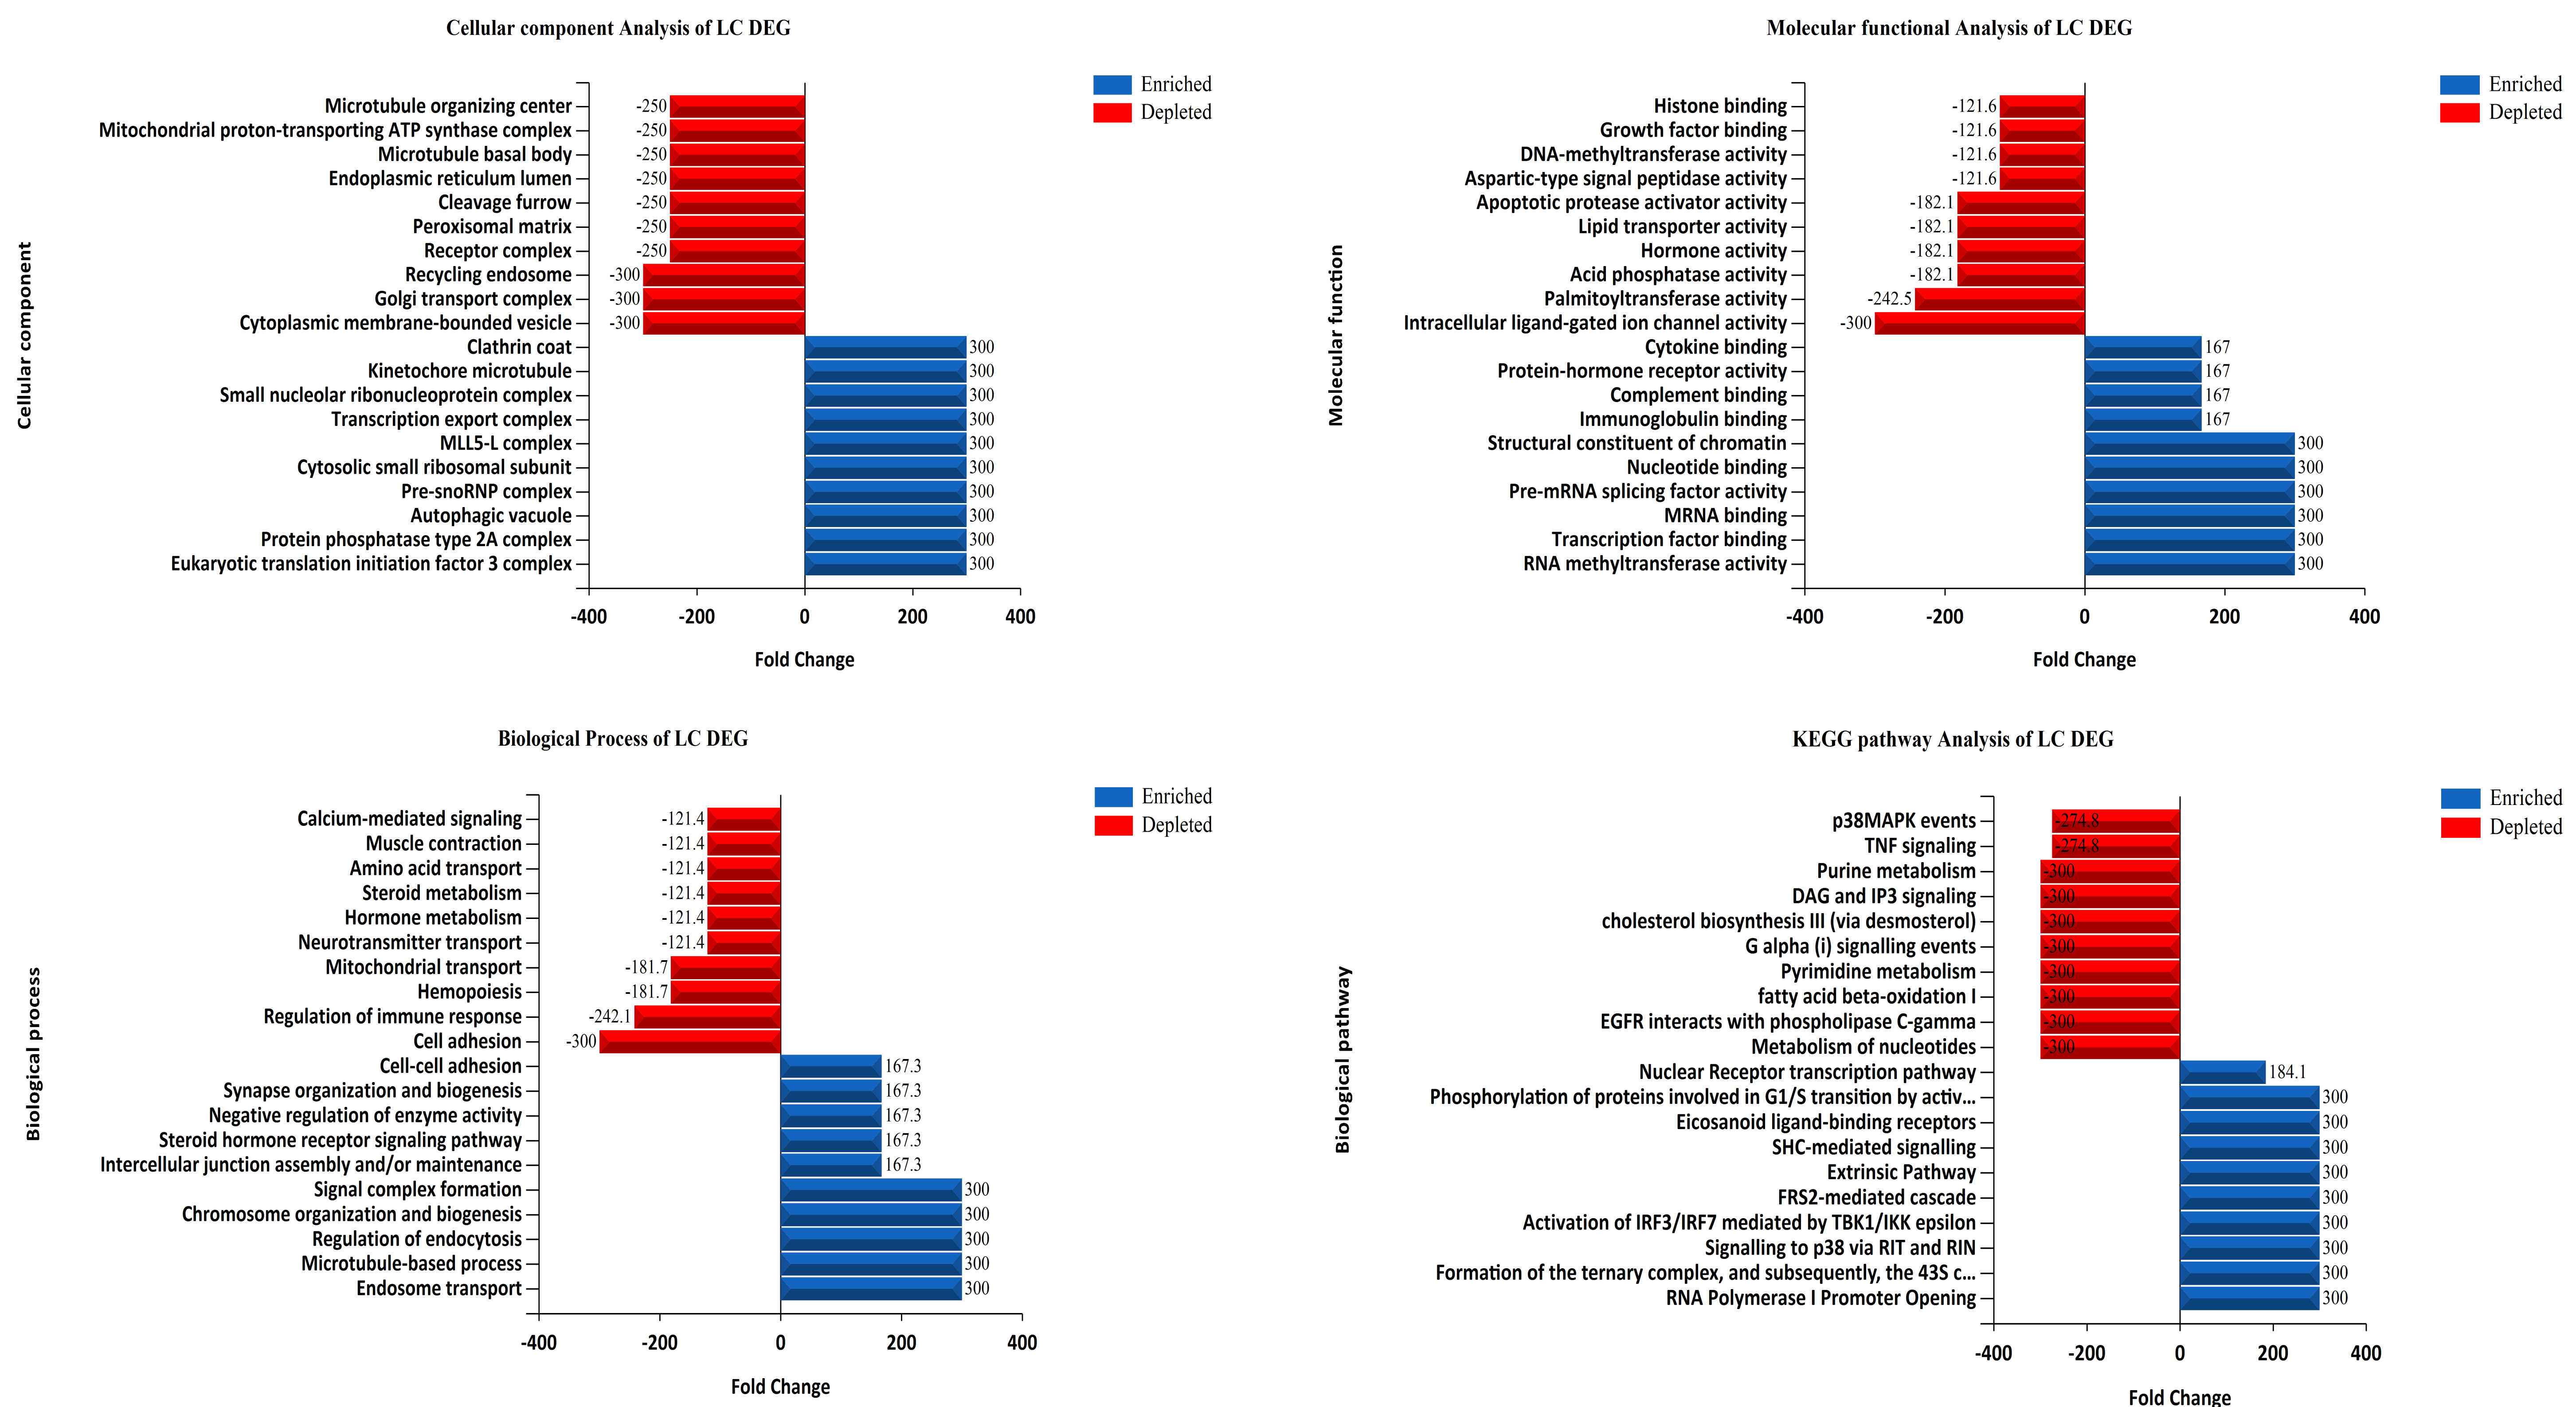 Cellular component Analysis of LC DEG
Enriched
Depleted
Cellular component
Microtubule organizing center -250
Mitochondrial proton-transporting ATP synthase complex -250
Microtubule basal body -250
Endoplasmic reticulum lumen -250
Cleavage furrow -250
Peroxisomal matrix -250
Receptor complex -250
Recycling endosome -300
Golgi transport complex -300
Cytoplasmic membrane-bounded vesicle -300
Clathrin coat 300
Kinetochore microtubule 300
Small nucleolar ribonucleoprotein complex 300
Transcription export complex 300
MLL5-L complex 300
Cytosolic small ribosomal subunit 300
Pre-snoRNP complex 300
Autophagic vacuole 300
Protein phosphatase type 2A complex 300
Eukaryotic translation initiation factor 3 complex 300
-400 -200 0 200 400
Fold Change
Molecular functional Analysis of LC DEG
Enriched
Depleted
Molecular function
Histone binding -121.6
Growth factor binding -121.6
DNA-methyltransferase activity -121.6
Aspartic-type signal peptidase activity -121.6
Apoptotic protease activator activity -182.1
Lipid transporter activity -182.1
Hormone activity -182.1
Acid phosphatase activity -182.1
Palmitoyltransferase activity -242.5
Intracellular ligand-gated ion channel activity -300
Cytokine binding 167
Protein-hormone receptor activity 167
Complement binding 167
Immunoglobulin binding 167
Structural constituent of chromatin 300
Nucleotide binding 300
Pre-mRNA splicing factor activity 300
MRNA binding 300
Transcription factor binding 300
RNA methyltransferase activity 300
-400 -200 0 200 400
Fold Change
Biological Process of LC DEG
Enriched
Depleted
Biological process
Calcium-mediated signaling -121.4
Muscle contraction -121.4
Amino acid transport -121.4
Steroid metabolism -121.4
Hormone metabolism -121.4
Neurotransmitter transport -121.4
Mitochondrial transport -181.7
Hemopoiesis -181.7
Regulation of immune response -242.1
Cell adhesion -300
Cell-cell adhesion 167.3
Synapse organization and biogenesis 167.3
Negative regulation of enzyme activity 167.3
Steroid hormone receptor signaling pathway 167.3
Intercellular junction assembly and/or maintenance 167.3
Signal complex formation 300
Chromosome organization and biogenesis 300
Regulation of endocytosis 300
Microtubule-based process 300
Endosome transport 300
-400 -200 0 200 400
Fold Change
KEGG pathway Analysis of LC DEG
Enriched
Depleted
Biological pathway
p38MAPK events -274.8
TNF signaling -274.8
Purine metabolism -300
DAG and IP3 signaling -300
cholesterol biosynthesis III (via desmosterol) -300
G alpha (i) signalling events -300
Pyrimidine metabolism -300
fatty acid beta-oxidation I -300
EGFR interacts with phospholipase C-gamma -300
Metabolism of nucleotides -300
Nuclear Receptor transcription pathway 184.1
Phosphorylation of proteins involved in G1/S transition by activ... 300
Eicosanoid ligand-binding receptors 300
SHC-mediated signalling 300
Extrinsic Pathway 300
FRS2-mediated cascade 300
Activation of IRF3/IRF7 mediated by TBK1/IKK epsilon 300
Signalling to p38 via RIT and RIN 300
Formation of the ternary complex, and subsequently, the 43S c... 300
RNA Polymerase I Promoter Opening 300
-400 -200 0 200 400
Fold Change